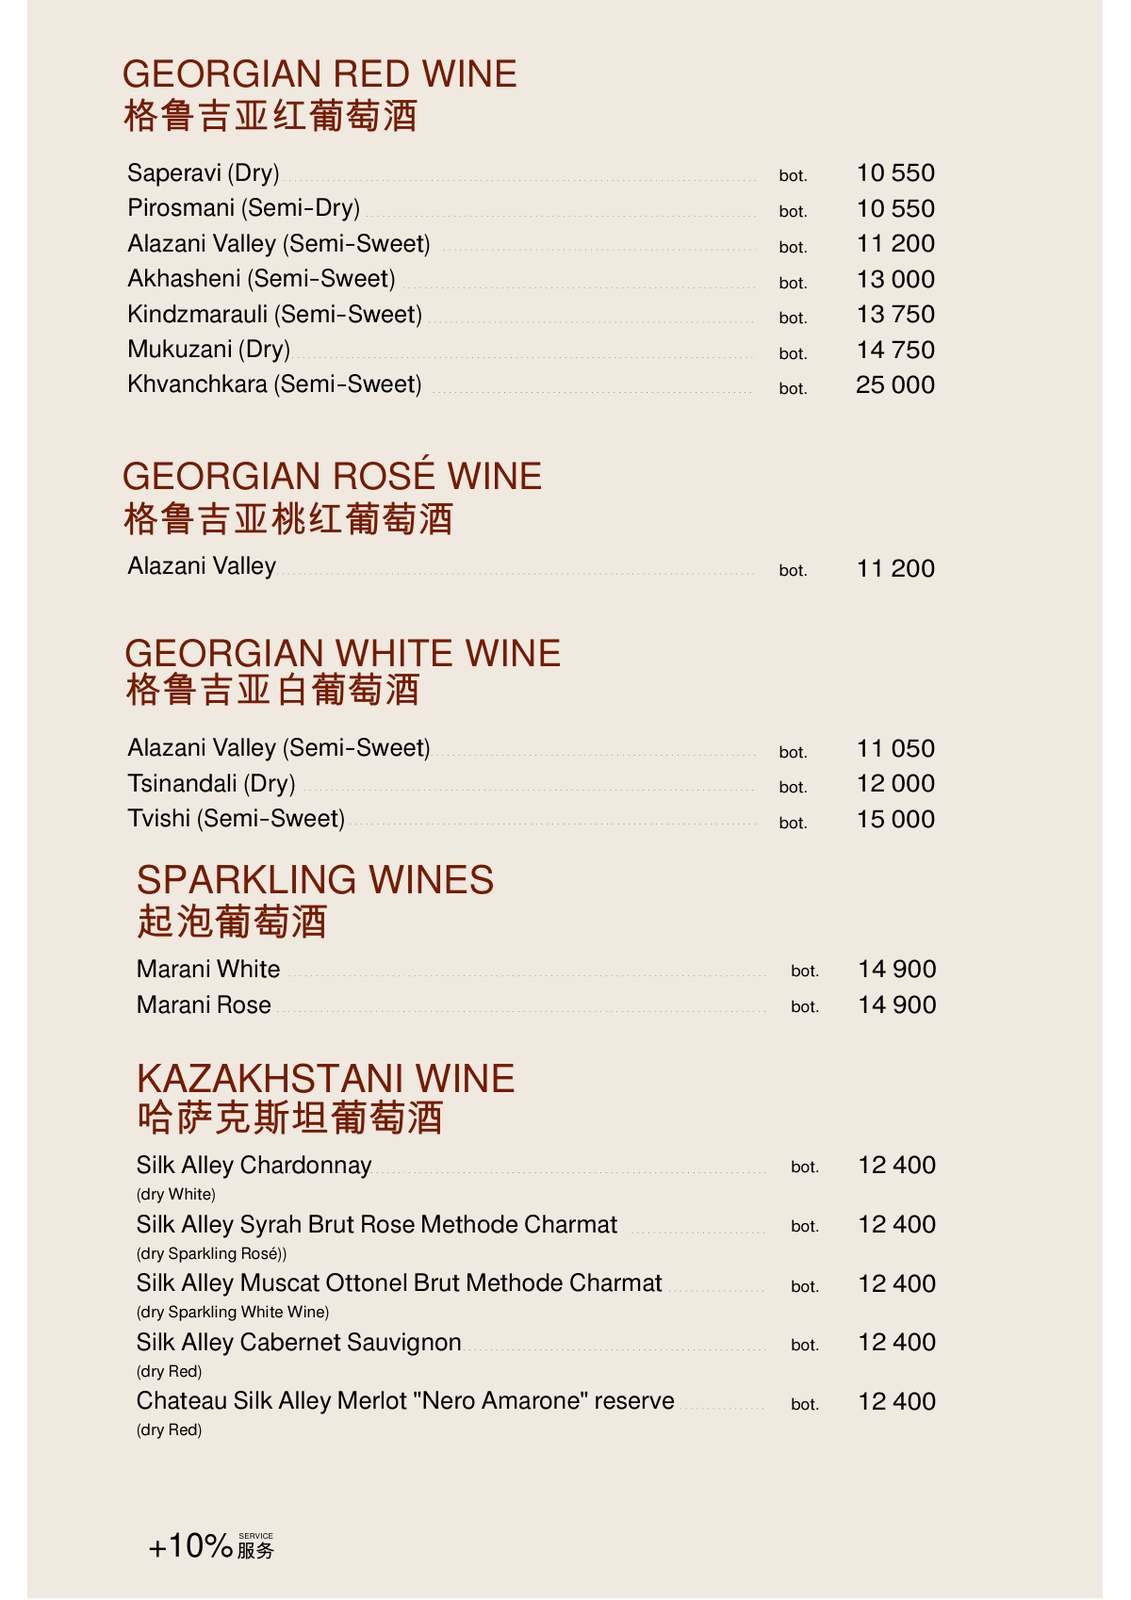 GEORGIAN RED WINE
格鲁吉亚红葡萄酒
Saperavi (Dry) bot. 10 550
Pirosmani (Semi-Dry) bot. 10 550
Alazani Valley (Semi-Sweet) bot. 11 200
Akhasheni (Semi-Sweet) bot. 13 000
Kindzmarauli (Semi-Sweet) bot. 13 750
Mukuzani (Dry) bot. 14 750
Khvanchkara (Semi-Sweet) bot. 25 000
GEORGIAN ROSÉ WINE
格鲁吉亚桃红葡萄酒
Alazani Valley bot. 11 200
GEORGIAN WHITE WINE
格鲁吉亚白葡萄酒
Alazani Valley (Semi-Sweet) bot. 11 050
Tsinandali (Dry) bot. 12 000
Tvishi (Semi-Sweet) bot. 15 000
SPARKLING WINES
起泡葡萄酒
Marani White bot. 14 900
Marani Rose bot. 14 900
KAZAKHSTANI WINE
哈萨克斯坦葡萄酒
Silk Alley Chardonnay bot. 12 400
(dry White)
Silk Alley Syrah Brut Rose Methode Charmat bot. 12 400
(dry Sparkling Rosé))
Silk Alley Muscat Ottonel Brut Methode Charmat bot. 12 400
(dry Sparkling White Wine)
Silk Alley Cabernet Sauvignon bot. 12 400
(dry Red)
Chateau Silk Alley Merlot "Nero Amarone" reserve bot. 12 400
(dry Red)
+10% SERVICE
服务